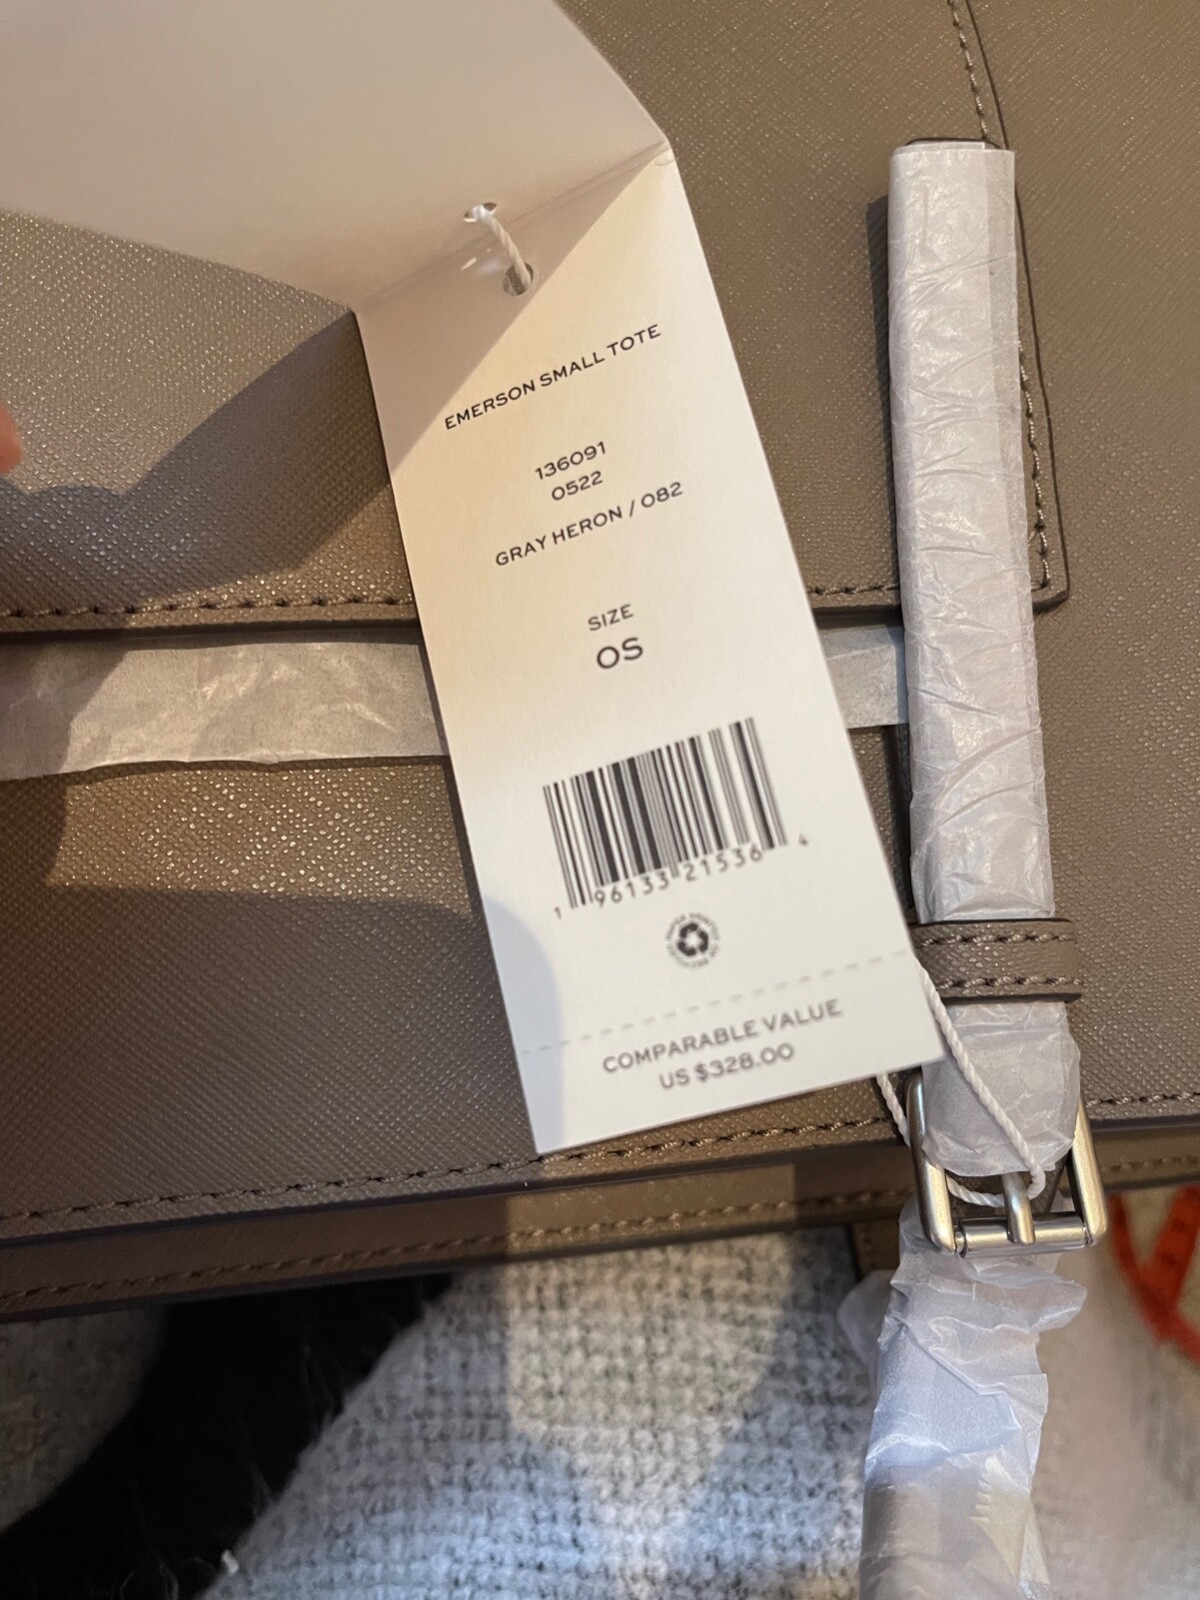 EMERSON SMALL TOTE
136091
0522
GRAY HERON / 082
SIZE
OS
1 96133 21536 4
COMPARABLE VALUE
US $328.00